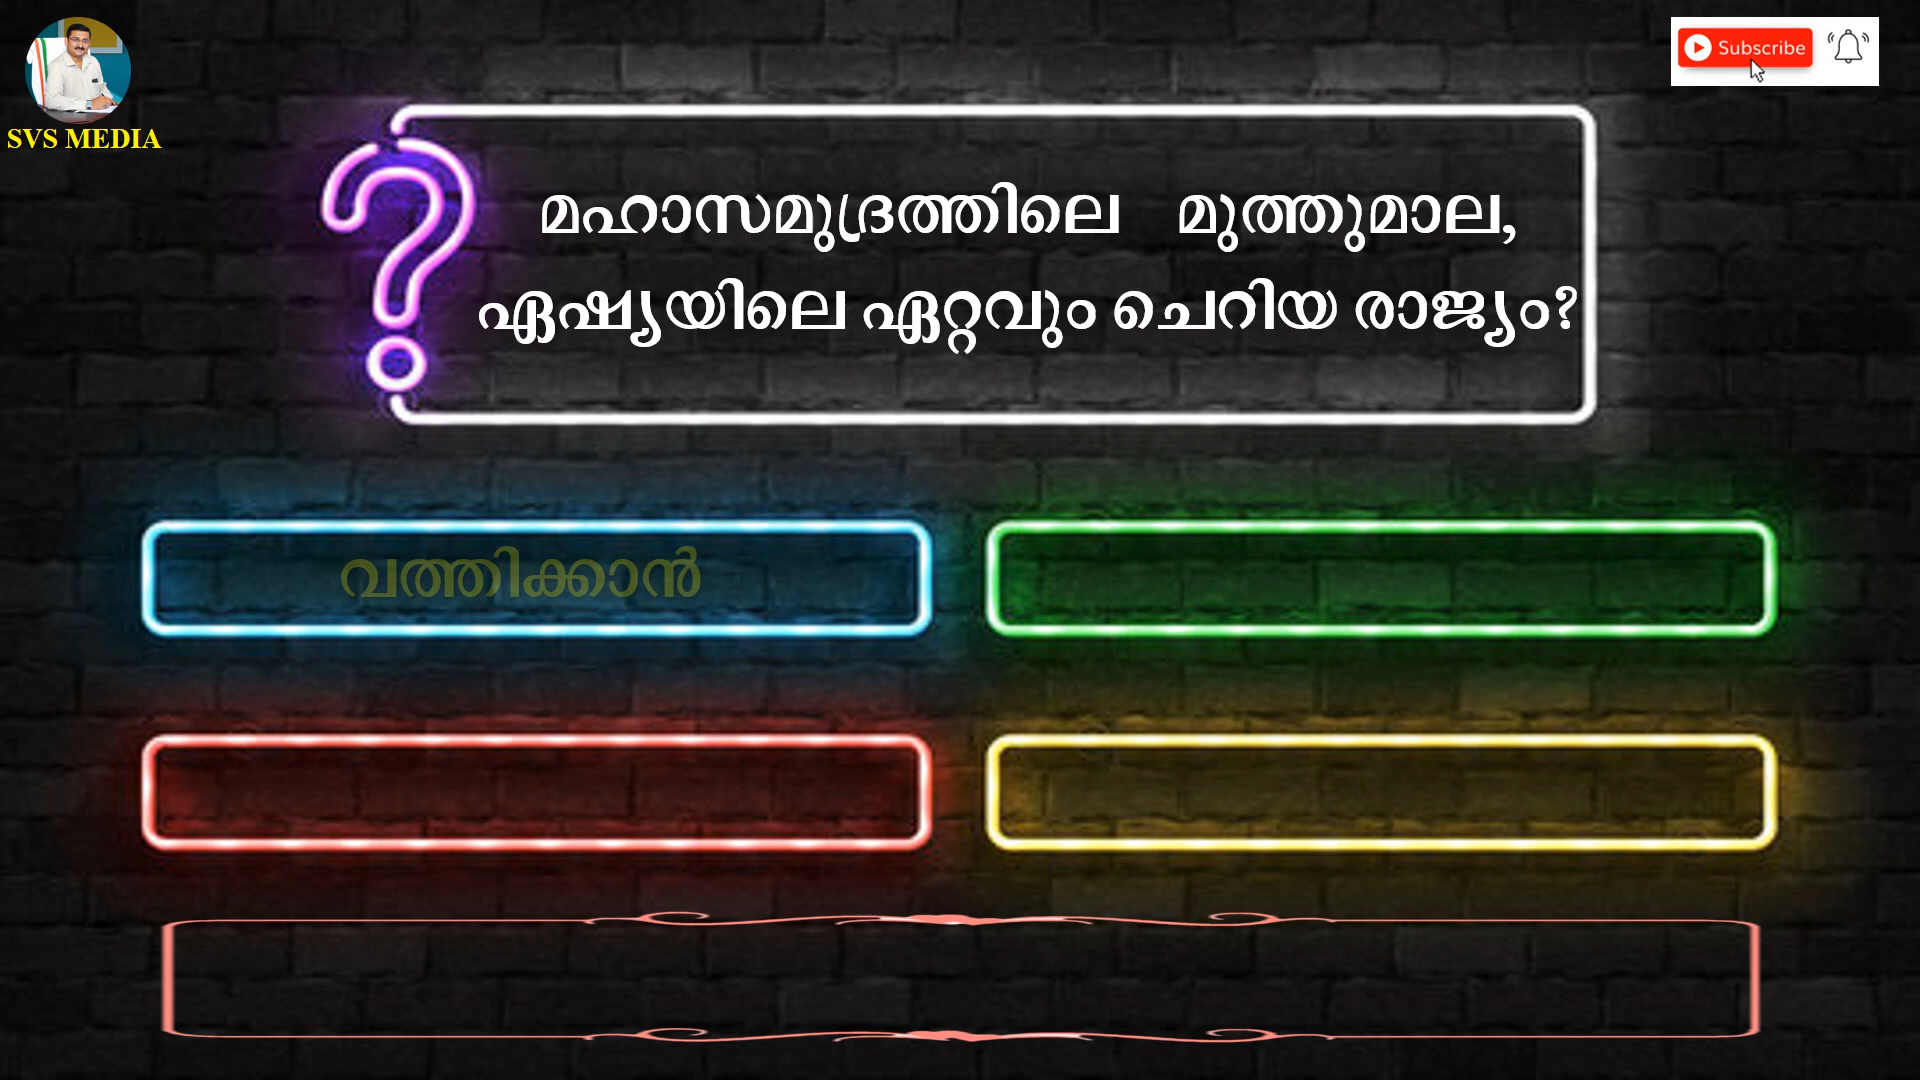 SVS MEDIA
Subscribe
മഹാസമുദ്രത്തിലെ മുത്തുമാല,
ഏഷ്യയിലെ ഏറ്റവും ചെറിയ രാജ്യം?
വത്തിക്കാൻ